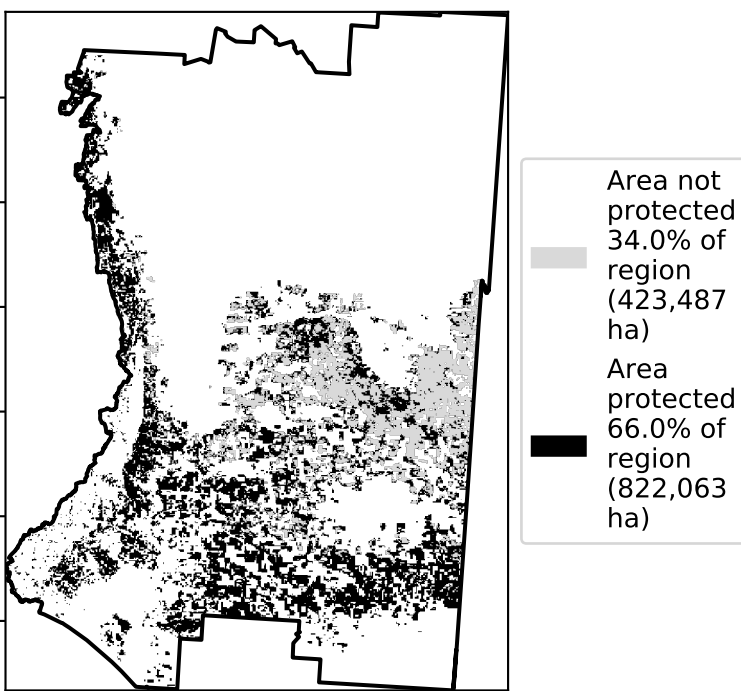 Area not
protected
34.0% of
region
(423,487
ha)
Area
protected
66.0% of
region
(822,063
ha)